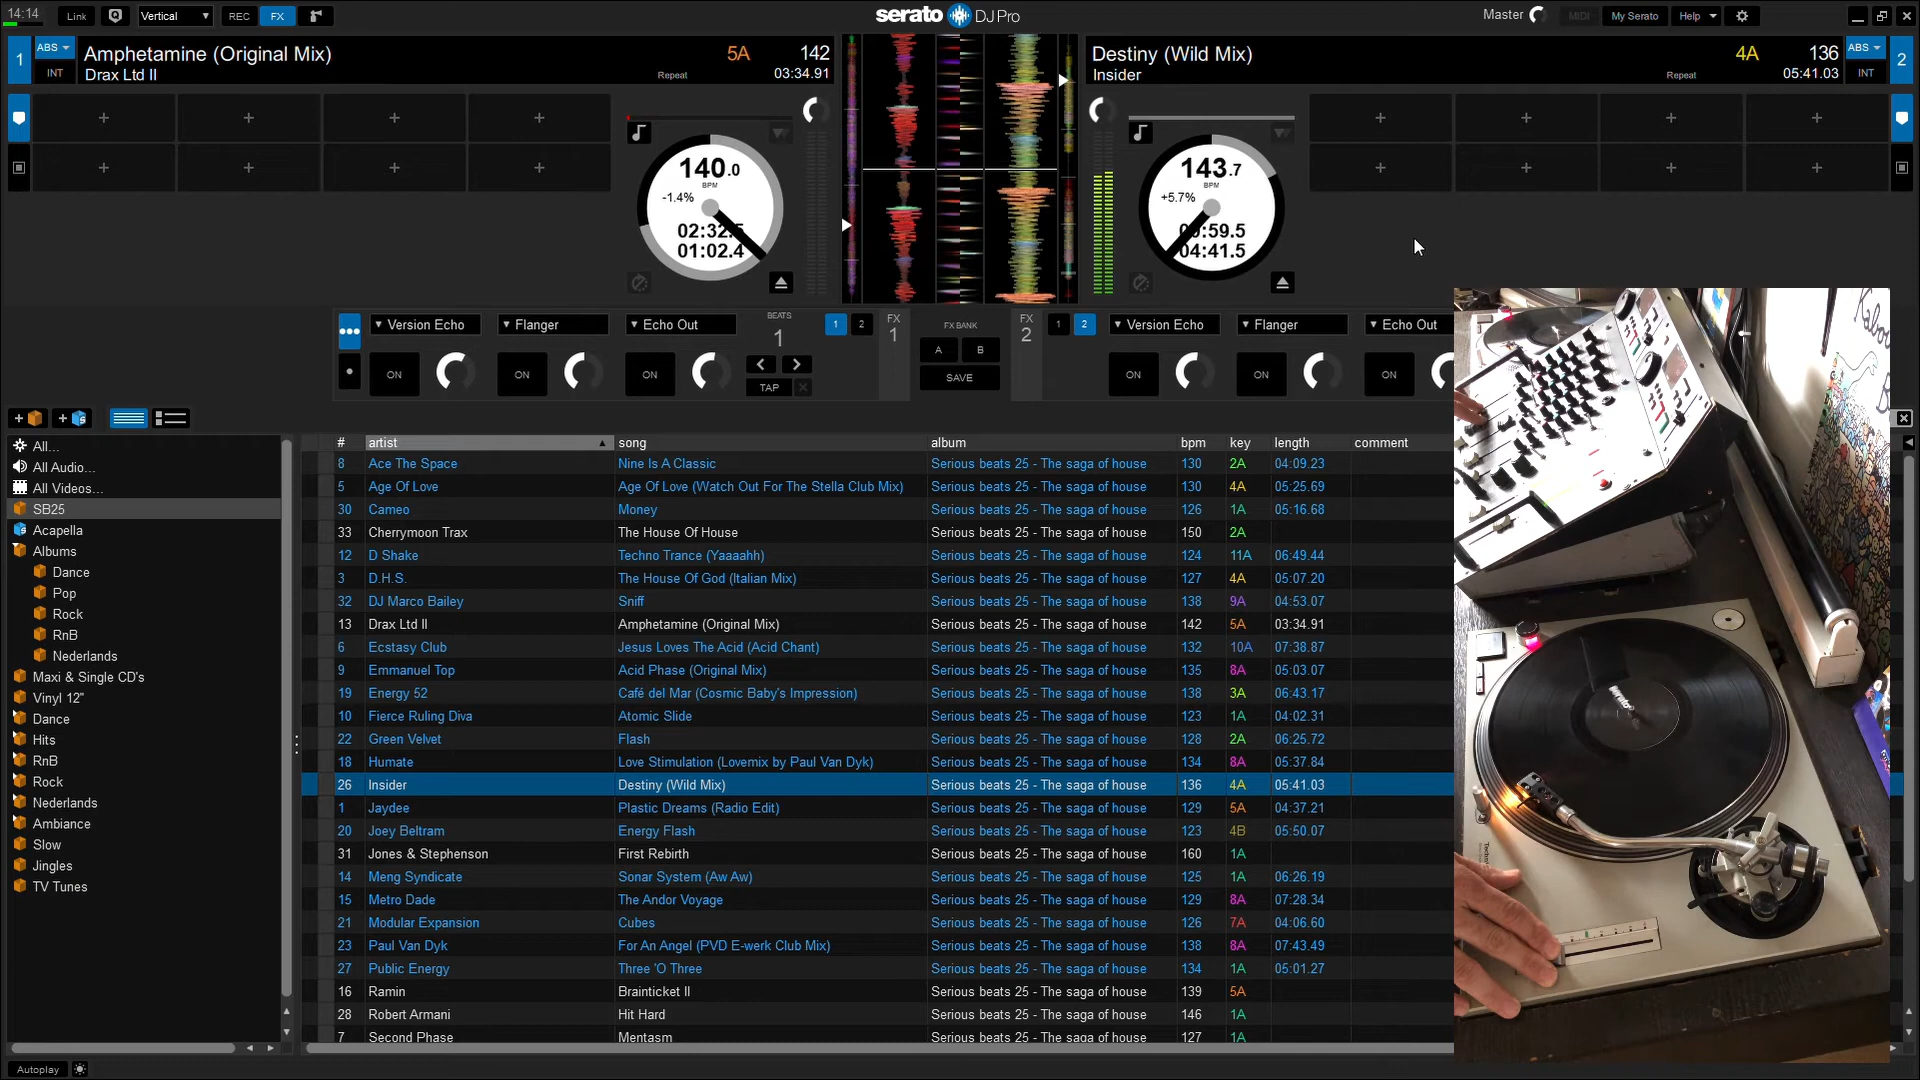 14:14 Link Vertical REC FX serato DJ Pro Master MIDI My Serato Help
1 ABS Amphetamine (Original Mix) 5A 142
INT Drax Ltd II Repeat 03:34.91
Destiny (Wild Mix) 4A 136 ABS 2
Insider Repeat 05:41.03 INT
140.0
BPM
-1.4%
01:02.4
143.7
BPM
+5.7%
04:41.5
Version Echo Flanger Echo Out BEATS 1 1 2 FX 1
ON ON ON TAP
FX BANK
A B
SAVE
FX 2 1 2 Version Echo Flanger Echo Out
ON ON ON
All...
All Audio...
All Videos...
SB25
Acapella
Albums
Dance
Pop
Rock
RnB
Nederlands
Maxi & Single CD's
Vinyl 12"
Dance
Hits
RnB
Rock
Nederlands
Ambiance
Slow
Jingles
TV Tunes
# artist song album bpm key length comment
8 Ace The Space Nine Is A Classic Serious beats 25 - The saga of house 130 2A 04:09.23
5 Age Of Love Age Of Love (Watch Out For The Stella Club Mix) Serious beats 25 - The saga of house 130 4A 05:25.69
30 Cameo Money Serious beats 25 - The saga of house 126 1A 05:16.68
33 Cherrymoon Trax The House Of House Serious beats 25 - The saga of house 150 2A
12 D Shake Techno Trance (Yaaaahh) Serious beats 25 - The saga of house 124 11A 06:49.44
3 D.H.S. The House Of God (Italian Mix) Serious beats 25 - The saga of house 127 4A 05:07.20
32 DJ Marco Bailey Sniff Serious beats 25 - The saga of house 138 9A 04:53.07
13 Drax Ltd II Amphetamine (Original Mix) Serious beats 25 - The saga of house 142 5A 03:34.91
6 Ecstasy Club Jesus Loves The Acid (Acid Chant) Serious beats 25 - The saga of house 132 10A 07:38.87
9 Emmanuel Top Acid Phase (Original Mix) Serious beats 25 - The saga of house 135 8A 05:03.07
19 Energy 52 Café del Mar (Cosmic Baby's Impression) Serious beats 25 - The saga of house 138 3A 06:43.17
10 Fierce Ruling Diva Atomic Slide Serious beats 25 - The saga of house 123 1A 04:02.31
22 Green Velvet Flash Serious beats 25 - The saga of house 128 2A 06:25.72
18 Humate Love Stimulation (Lovemix by Paul Van Dyk) Serious beats 25 - The saga of house 134 8A 05:37.84
26 Insider Destiny (Wild Mix) Serious beats 25 - The saga of house 136 4A 05:41.03
1 Jaydee Plastic Dreams (Radio Edit) Serious beats 25 - The saga of house 129 5A 04:37.21
20 Joey Beltram Energy Flash Serious beats 25 - The saga of house 123 4B 05:50.07
31 Jones & Stephenson First Rebirth Serious beats 25 - The saga of house 160 1A
14 Meng Syndicate Sonar System (Aw Aw) Serious beats 25 - The saga of house 125 1A 06:26.19
15 Metro Dade The Andor Voyage Serious beats 25 - The saga of house 129 8A 07:28.34
21 Modular Expansion Cubes Serious beats 25 - The saga of house 126 7A 04:06.60
23 Paul Van Dyk For An Angel (PVD E-werk Club Mix) Serious beats 25 - The saga of house 138 8A 07:43.49
27 Public Energy Three 'O Three Serious beats 25 - The saga of house 134 1A 05:01.27
16 Ramin Brainticket II Serious beats 25 - The saga of house 139 5A
28 Robert Armani Hit Hard Serious beats 25 - The saga of house 146 1A
7 Second Phase Mentasm Serious beats 25 - The saga of house 127 1A
Autoplay
serato